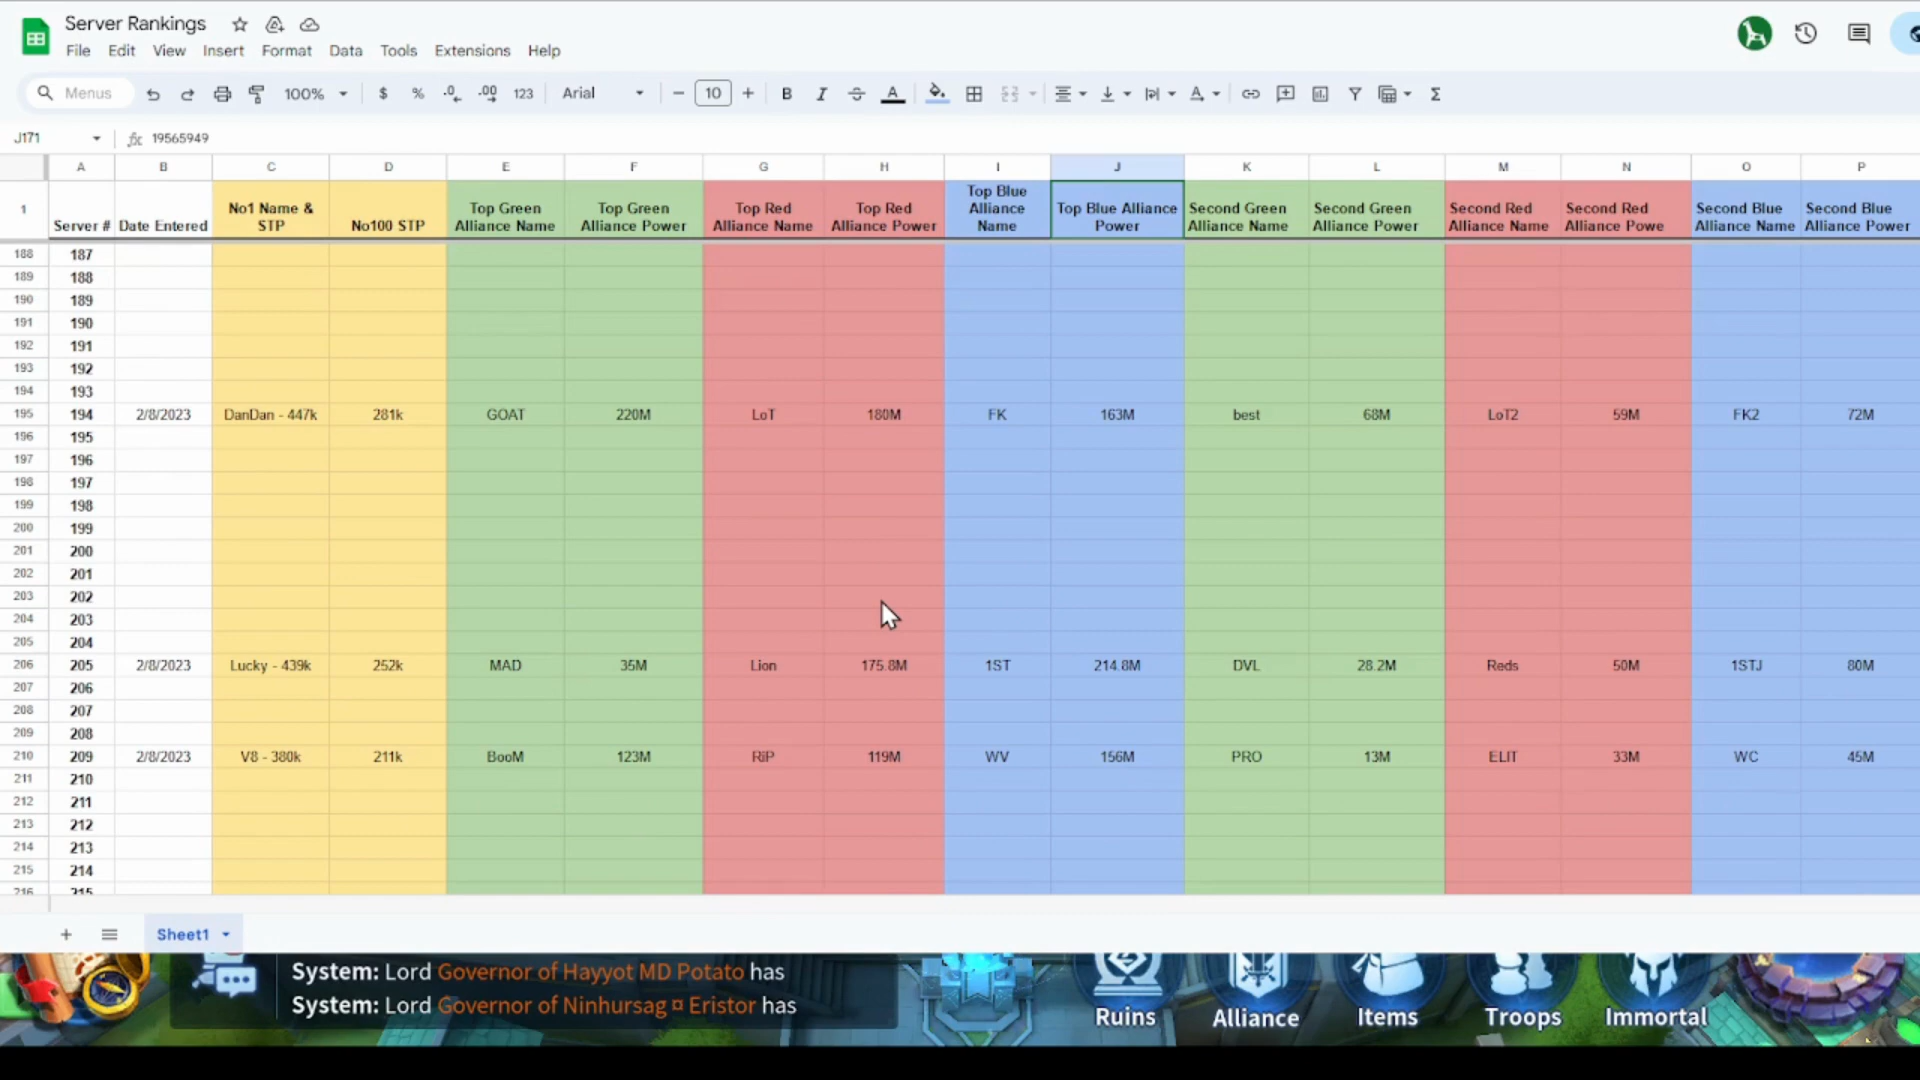 Server Rankings
File Edit View Insert Format Data Tools Extensions Help
Menus 100% $ % .0 .00 123 Arial 10 B I A
J171 fx 19565949
A B C D E F G H I J K L M N O P
1 Server # Date Entered No1 Name & STP No100 STP Top Green Alliance Name Top Green Alliance Power Top Red Alliance Name Top Red Alliance Power Top Blue Alliance Name Top Blue Alliance Power Second Green Alliance Name Second Green Alliance Power Second Red Alliance Name Second Red Alliance Powe Second Blue Alliance Name Second Blue Alliance Power
188 187
189 188
190 189
191 190
192 191
193 192
194 193
195 194 2/8/2023 DanDan - 447k 281k GOAT 220M LoT 180M FK 163M best 68M LoT2 59M FK2 72M
196 195
197 196
198 197
199 198
200 199
201 200
202 201
203 202
204 203
205 204
206 205 2/8/2023 Lucky - 439k 252k MAD 35M Lion 175.8M 1ST 214.8M DVL 28.2M Reds 50M 1STJ 80M
207 206
208 207
209 208
210 209 2/8/2023 V8 - 380k 211k BooM 123M RiP 119M WV 156M PRO 13M ELIT 33M WC 45M
211 210
212 211
213 212
214 213
215 214
216 215
Sheet1
System: Lord Governor of Hayyot MD Potato has
System: Lord Governor of Ninhursag ¤ Eristor has
Ruins Alliance Items Troops Immortal